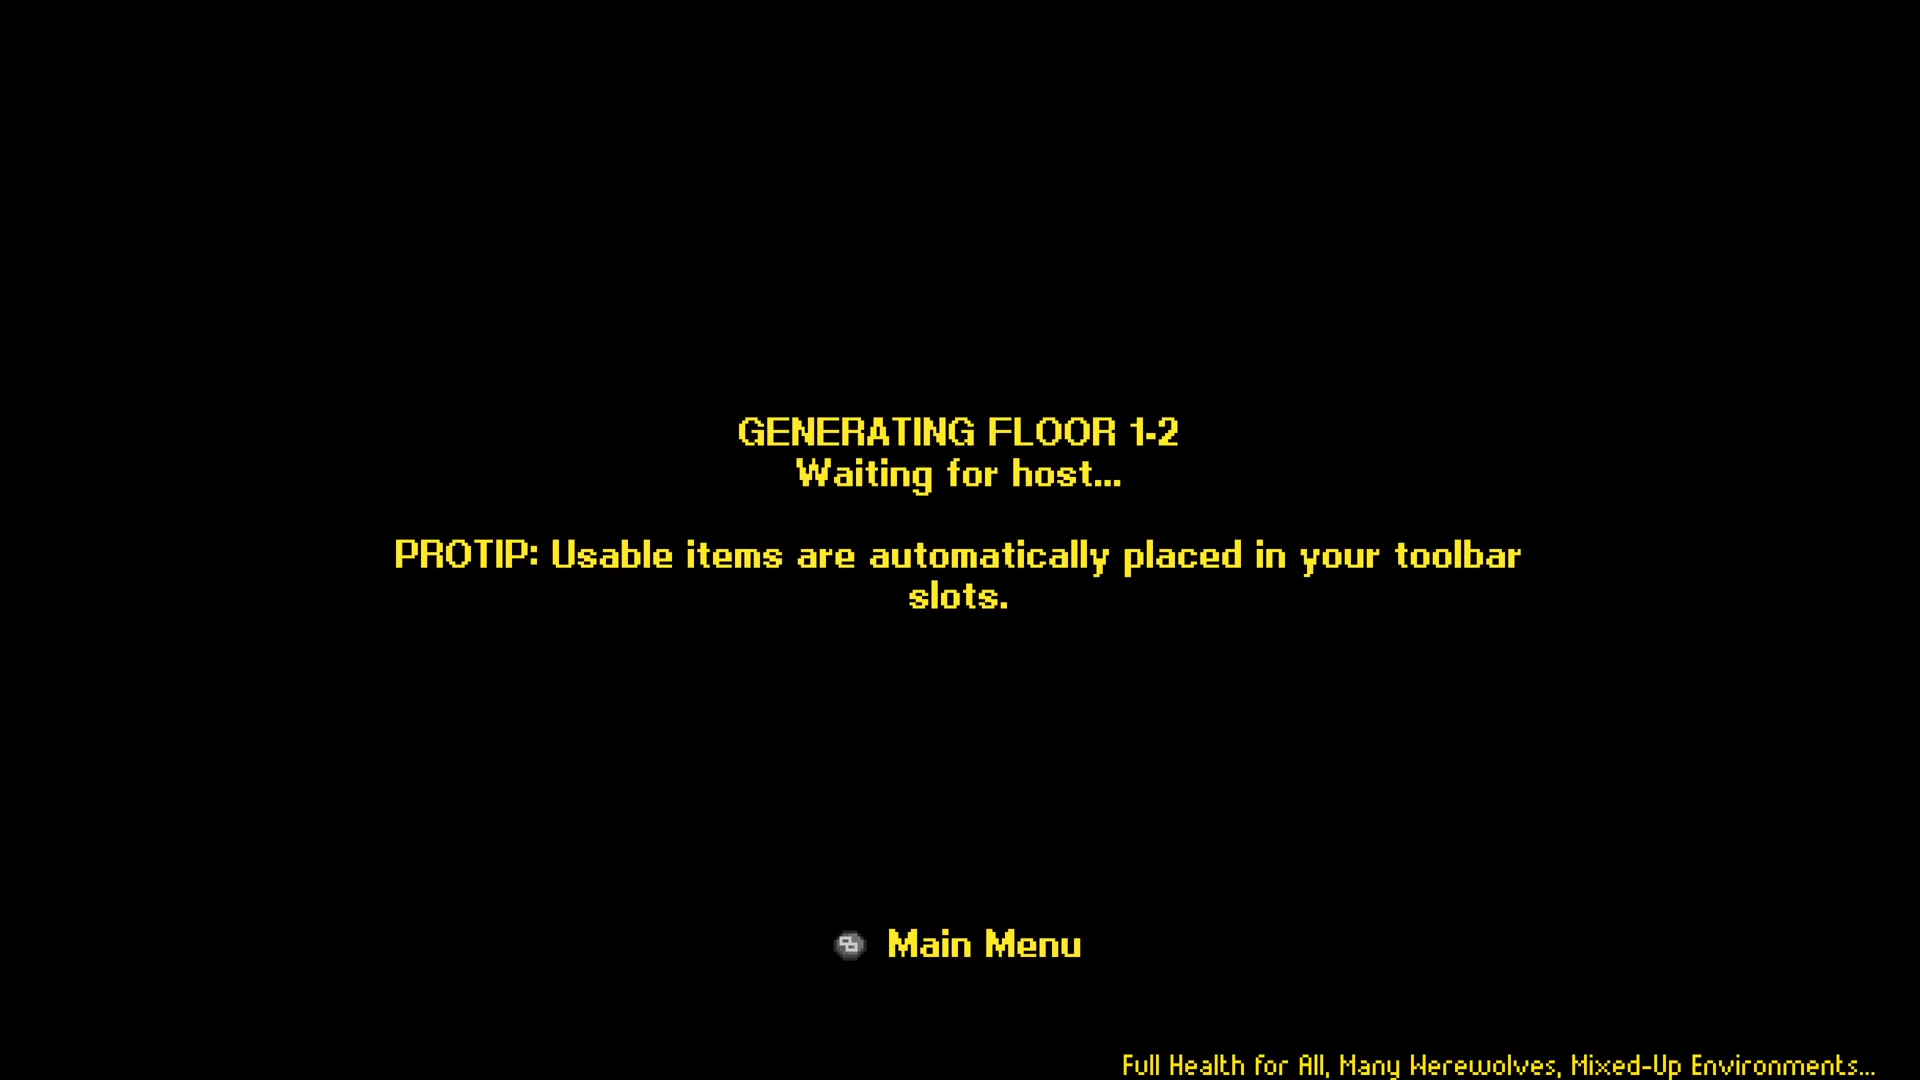 GENERATING FLOOR 1-2
Waiting for host...
PROTIP: Usable items are automatically placed in your toolbar
slots.
Main Menu
Full Health for All, Many Werewolves, Mixed-Up Environments...